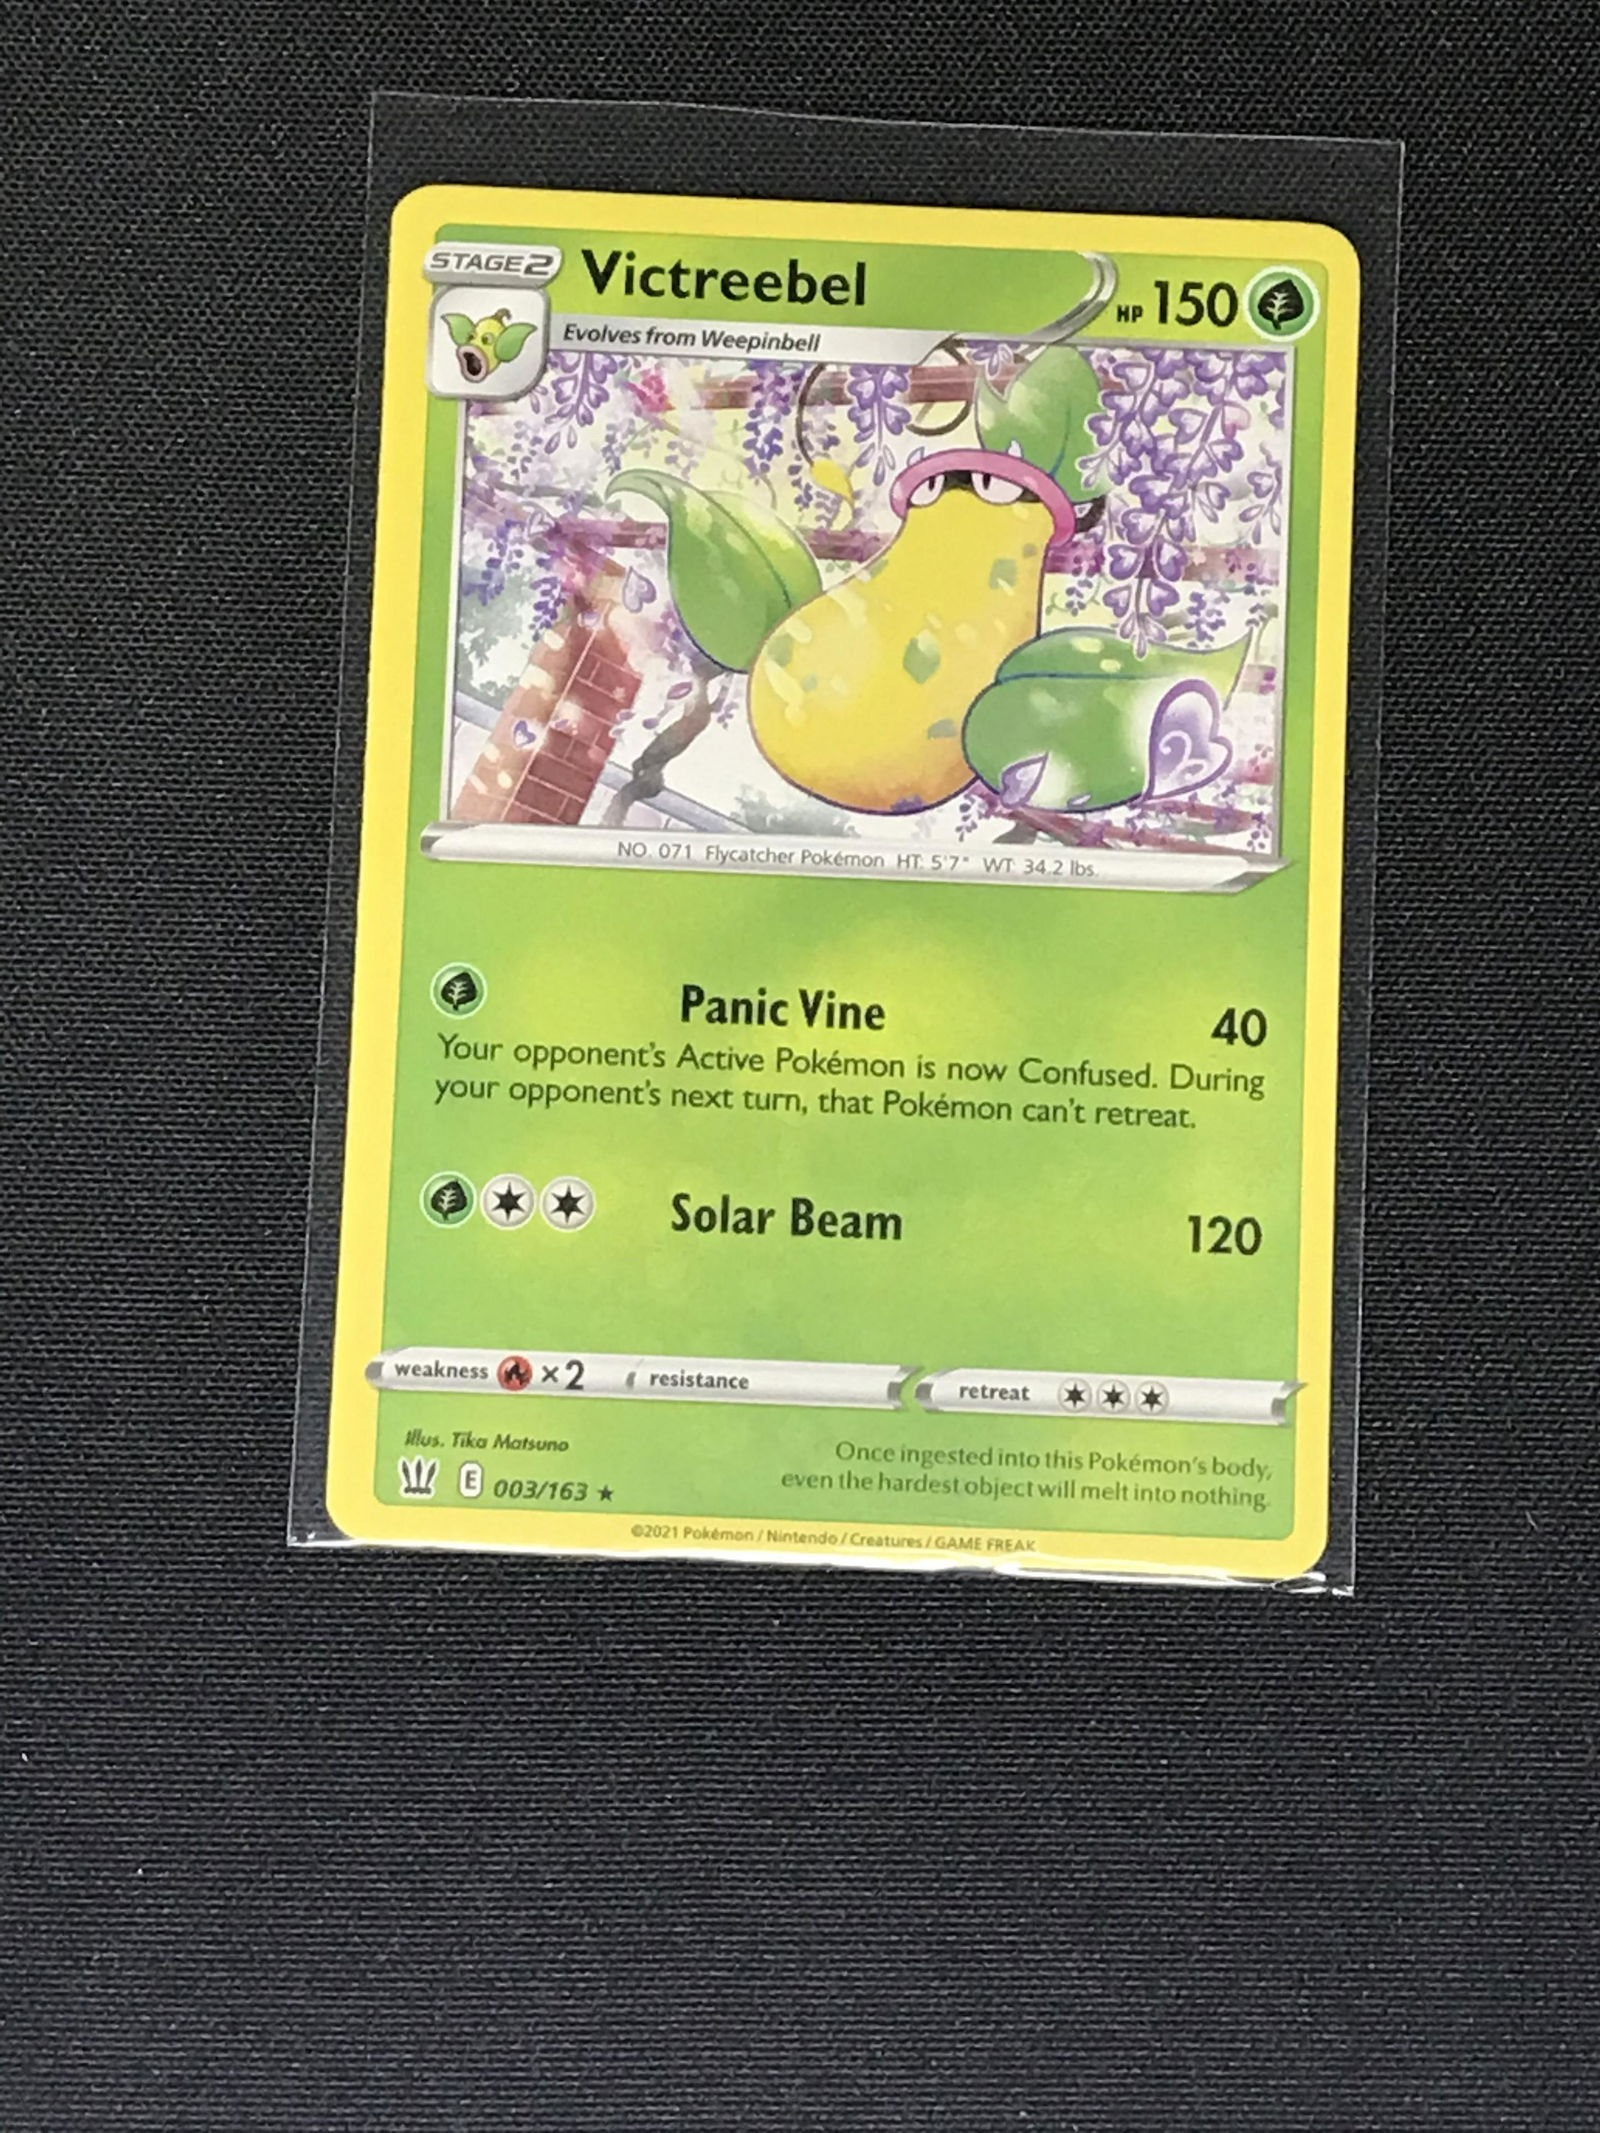 STAGE 2
Victreebel
HP 150
Evolves from Weepinbell
NO. 071 Flycatcher Pokémon HT: 5'7" WT: 34.2 lbs.
Panic Vine 40
Your opponent's Active Pokémon is now Confused. During
your opponent's next turn, that Pokémon can't retreat.
Solar Beam 120
weakness ×2 resistance retreat
Illus. Tika Matsuno
E 003/163 ★
Once ingested into this Pokémon's body,
even the hardest object will melt into nothing.
©2021 Pokémon / Nintendo / Creatures / GAME FREAK